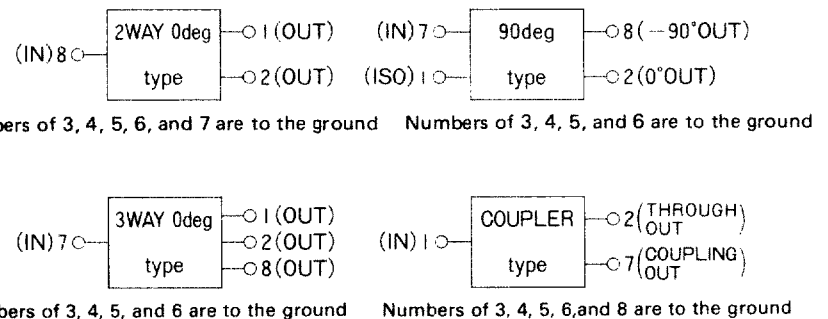 2WAY 0deg type
(IN) 8
1 (OUT)
2 (OUT)
90deg type
(IN) 7
(ISO) 1
8 (-90°OUT)
2 (0°OUT)
of 3, 4, 5, 6, and 7 are to the ground
Numbers of 3, 4, 5, and 6 are to the ground
3WAY 0deg type
(IN) 7
1 (OUT)
2 (OUT)
8 (OUT)
COUPLER type
(IN) 1
2 (THROUGH OUT)
7 (COUPLING OUT)
of 3, 4, 5, and 6 are to the ground
Numbers of 3, 4, 5, 6,and 8 are to the ground